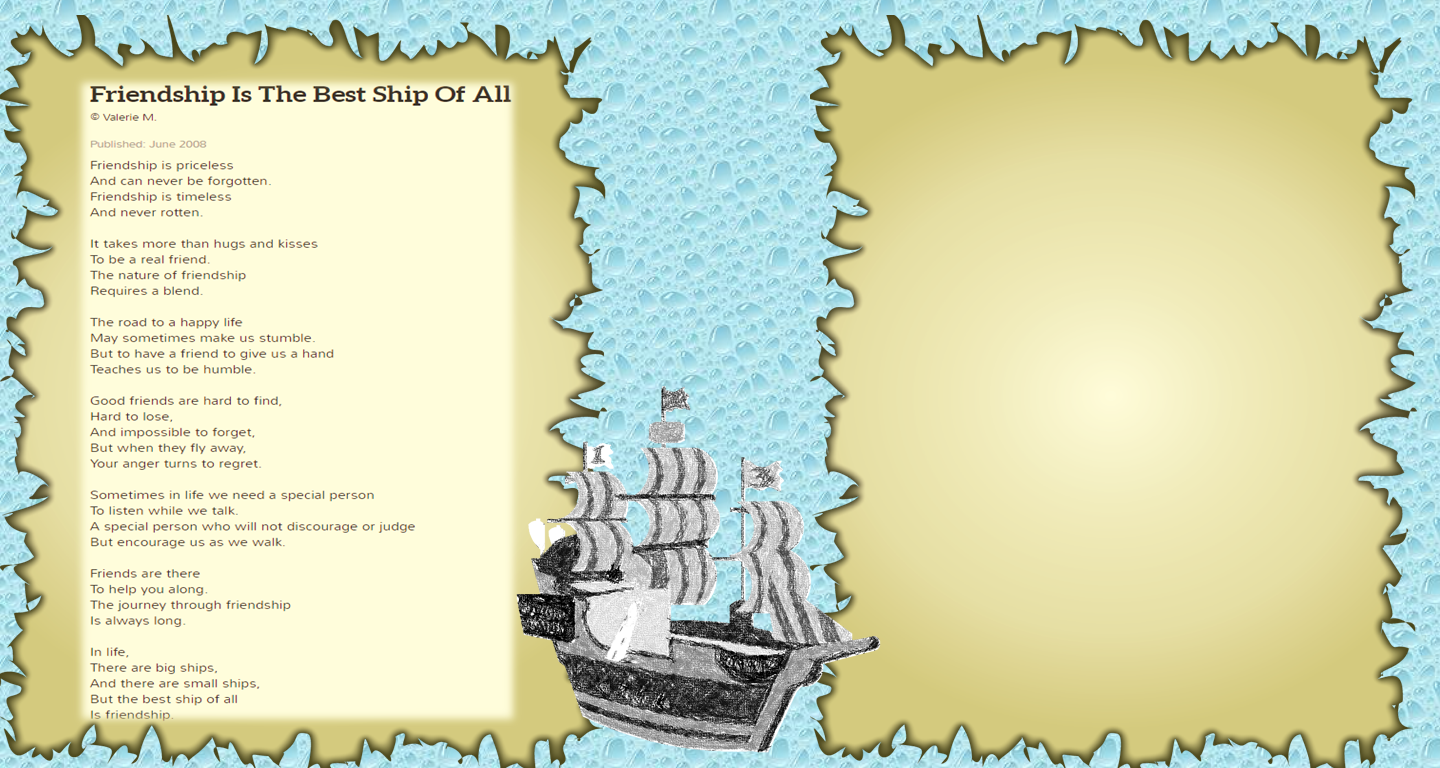 Friendship Is The Best Ship Of All
© Valerie M.
Published: June 2008
Friendship is priceless
And can never be forgotten.
Friendship is timeless
And never rotten.
It takes more than hugs and kisses
To be a real friend.
The nature of friendship
Requires a blend.
The road to a happy life
May sometimes make us stumble.
But to have a friend to give us a hand
Teaches us to be humble.
Good friends are hard to find,
Hard to lose,
And impossible to forget,
But when they fly away,
Your anger turns to regret.
Sometimes in life we need a special person
To listen while we talk.
A special person who will not discourage or judge
But encourage us as we walk.
Friends are there
To help you along.
The journey through friendship
Is always long.
In life,
There are big ships,
And there are small ships,
But the best ship of all
Is friendship.